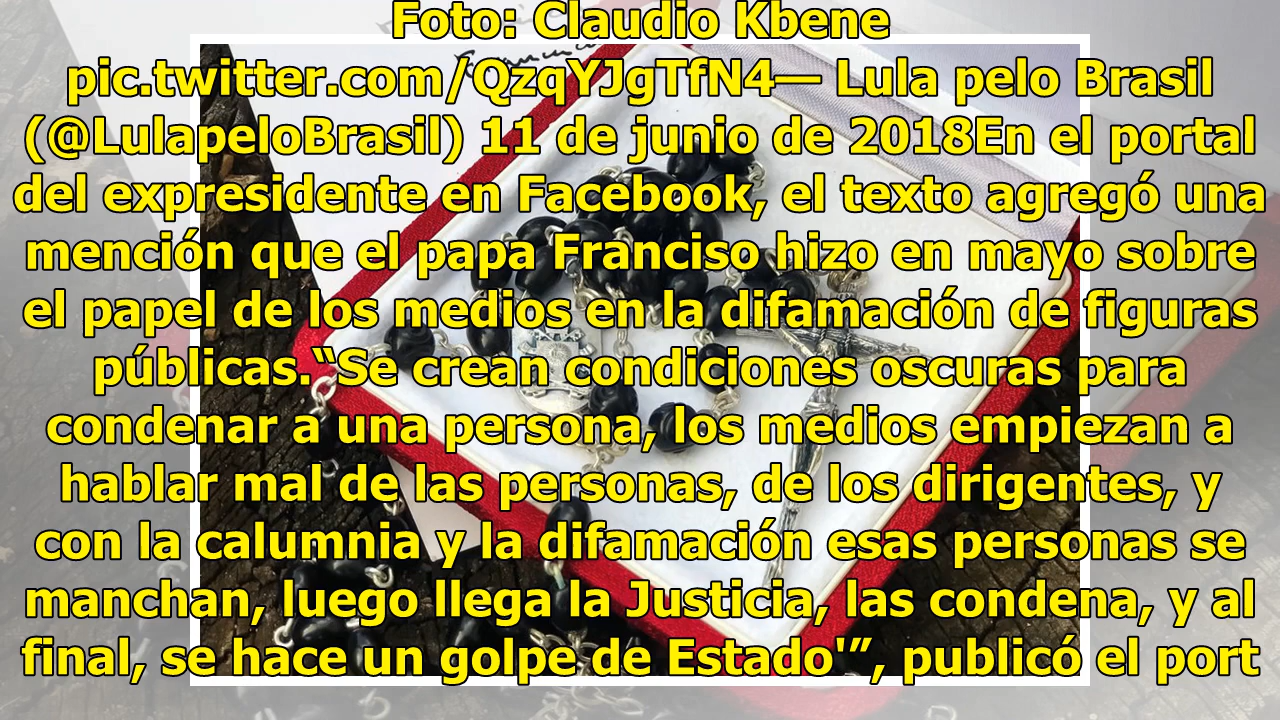 Foto: Claudio Kbene
pic.twitter.com/QzqYJgTfN4— Lula pelo Brasil
(@LulapeloBrasil) 11 de junio de 2018En el portal
del expresidente en Facebook, el texto agregó una
mención que el papa Franciso hizo en mayo sobre
el papel de los medios en la difamación de figuras
públicas.“Se crean condiciones oscuras para
condenar a una persona, los medios empiezan a
hablar mal de las personas, de los dirigentes, y
con la calumnia y la difamación esas personas se
manchan, luego llega la Justicia, las condena, y al
final, se hace un golpe de Estado'”, publicó el port